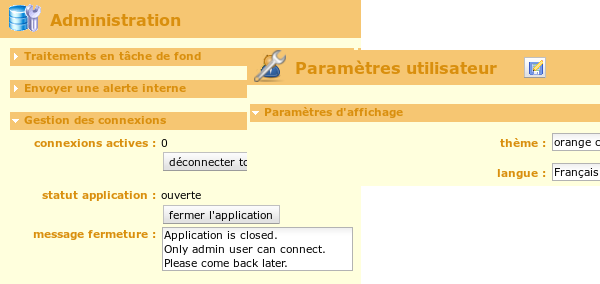 Administration
Traitements en tâche de fond
Envoyer une alerte interne
Gestion des connexions
connexions actives : 0
déconnecter
statut application : ouverte
fermer l'application
message fermeture : Application is closed.
Only admin user can connect.
Please come back later.
Paramètres utilisateur
Paramètres d'affichage
thème : orange
langue : Français